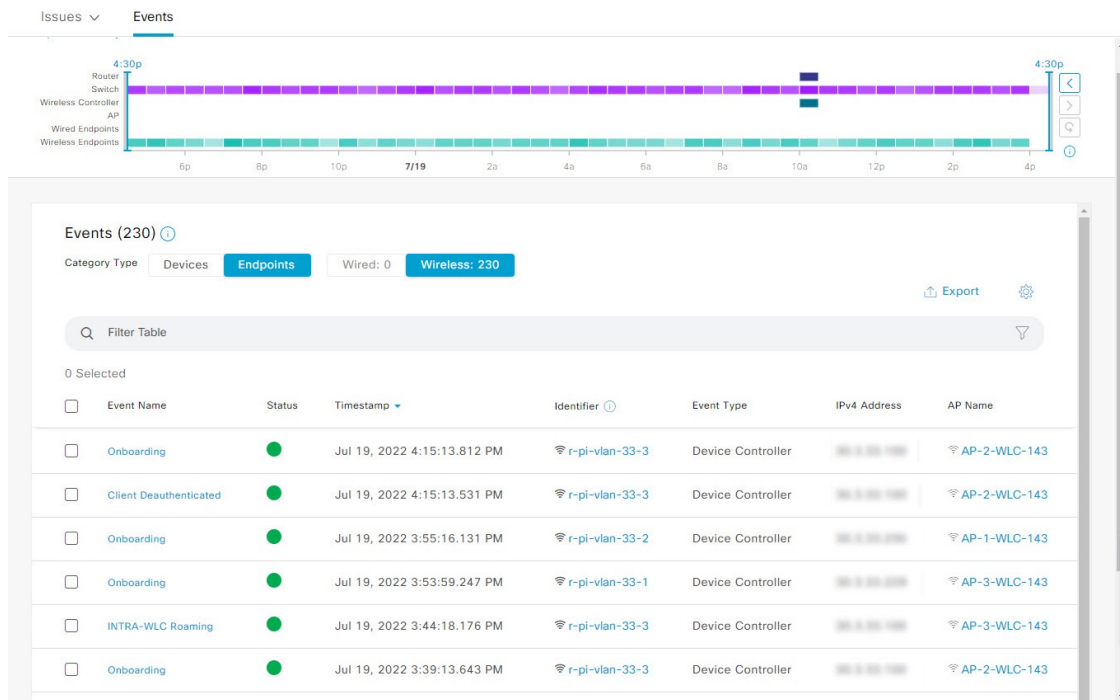 Issues Events
4:30p 4:30p
Router
Switch
Wireless Controller
AP
Wired Endpoints
Wireless Endpoints
6p 8p 10p 7/19 2a 4a 6a 8a 10a 12p 2p 4p
Events (230)
Category Type Devices Endpoints Wired: 0 Wireless: 230
Export
Filter Table
0 Selected
Event Name Status Timestamp Identifier Event Type IPv4 Address AP Name
Onboarding Jul 19, 2022 4:15:13.812 PM r-pi-vlan-33-3 Device Controller AP-2-WLC-143
Client Deauthenticated Jul 19, 2022 4:15:13.531 PM r-pi-vlan-33-3 Device Controller AP-2-WLC-143
Onboarding Jul 19, 2022 3:55:16.131 PM r-pi-vlan-33-2 Device Controller AP-1-WLC-143
Onboarding Jul 19, 2022 3:53:59.247 PM r-pi-vlan-33-1 Device Controller AP-3-WLC-143
INTRA-WLC Roaming Jul 19, 2022 3:44:18.176 PM r-pi-vlan-33-3 Device Controller AP-3-WLC-143
Onboarding Jul 19, 2022 3:39:13.643 PM r-pi-vlan-33-3 Device Controller AP-2-WLC-143